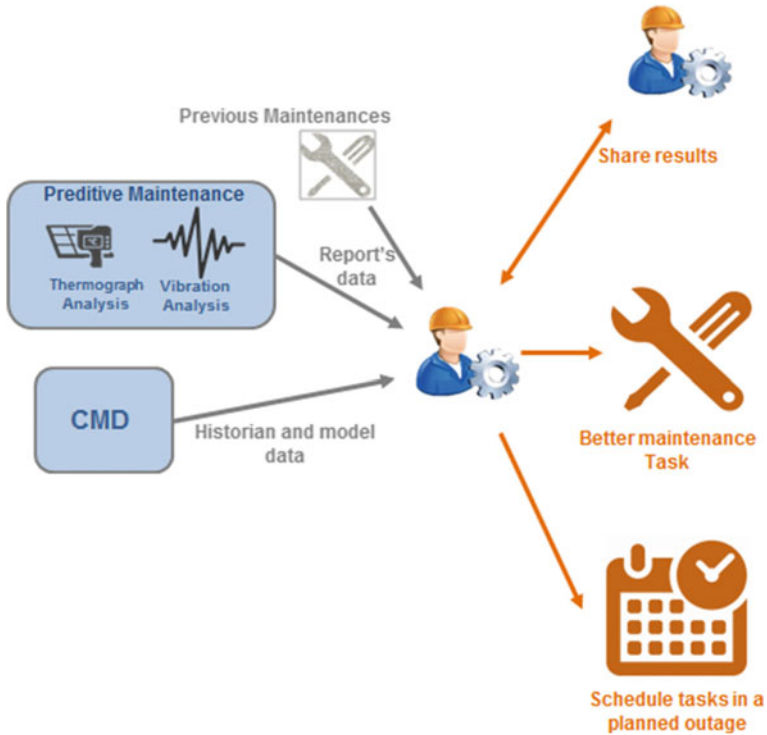 Previous Maintenances
Share results
Preditive Maintenance
Thermograph
Analysis
Vibration
Analysis
Report's
data
CMD
Historian and model
data
Better maintenance
Task
Schedule tasks in a
planned outage